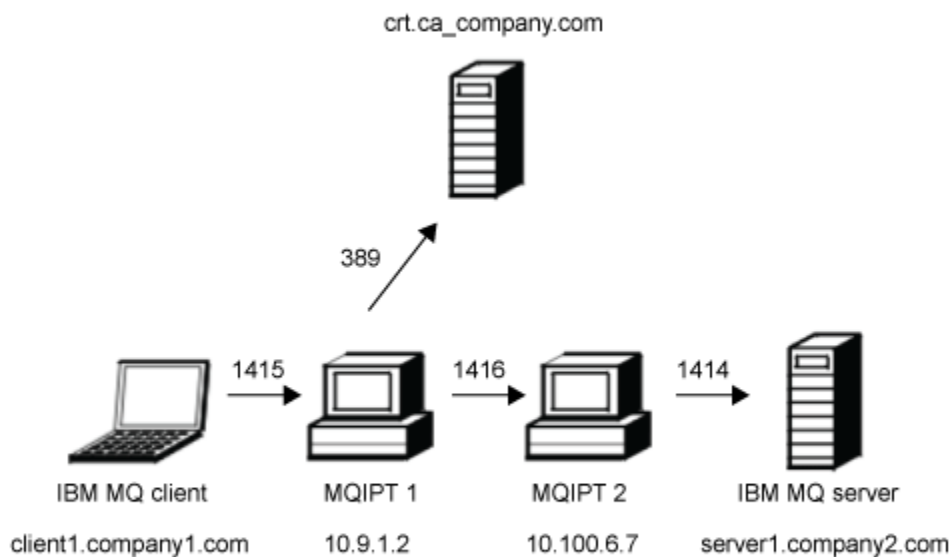 crt.ca_company.com
389
1415
1416
1414
IBM MQ client
MQIPT 1
MQIPT 2
IBM MQ server
client1.company1.com
10.9.1.2
10.100.6.7
server1.company2.com